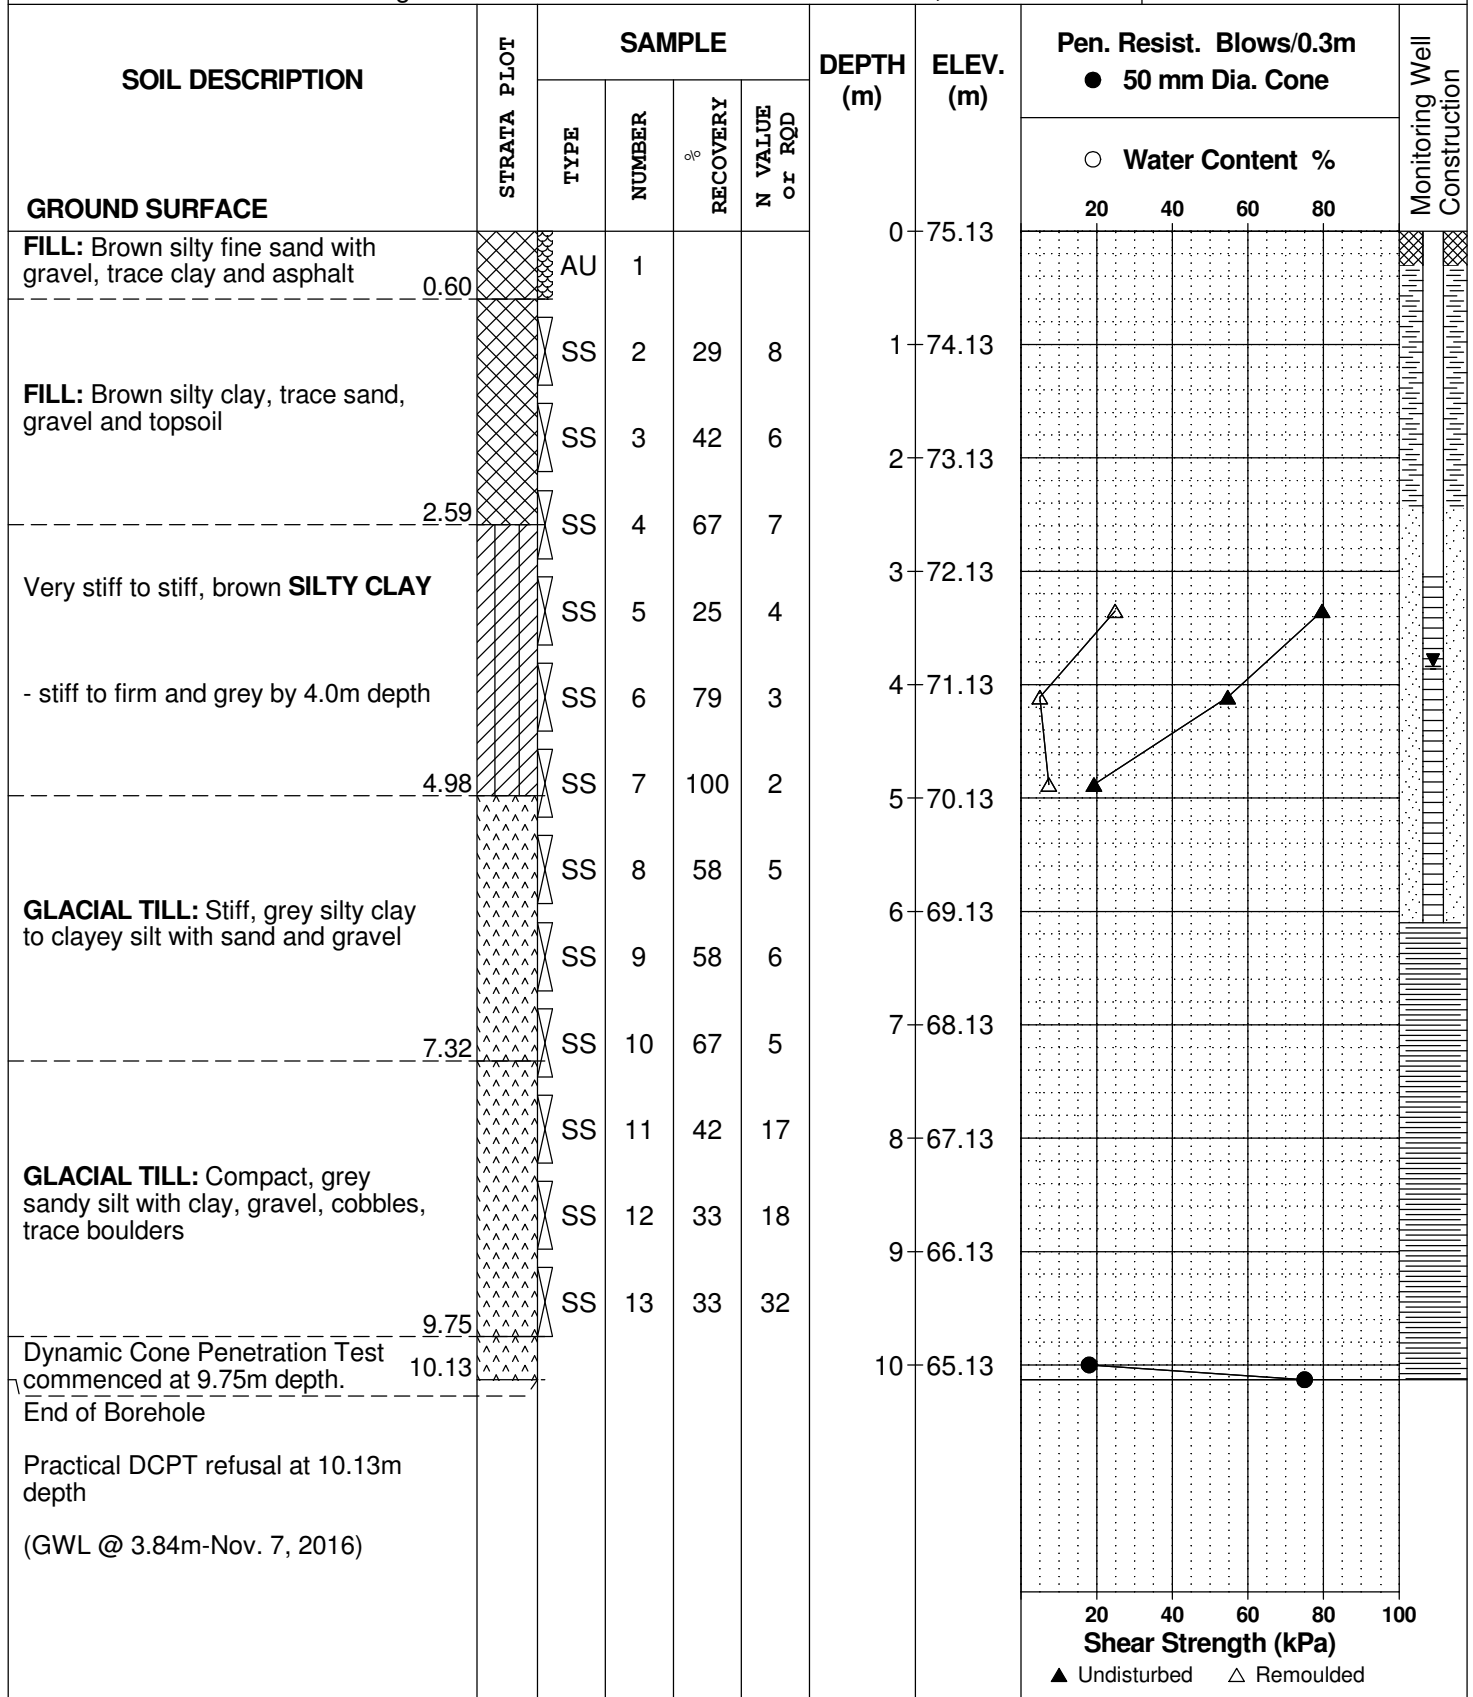 SOIL DESCRIPTION
GROUND SURFACE
STRATA PLOT
SAMPLE
TYPE
NUMBER
%
RECOVERY
N VALUE
or RQD
DEPTH
(m)
ELEV.
(m)
Pen. Resist. Blows/0.3m
● 50 mm Dia. Cone
○ Water Content %
20 40 60 80
Monitoring Well
Construction
0 75.13
FILL: Brown silty fine sand with
gravel, trace clay and asphalt
0.60
AU 1
SS 2 29 8
1 74.13
FILL: Brown silty clay, trace sand,
gravel and topsoil
SS 3 42 6
2 73.13
2.59
SS 4 67 7
3 72.13
Very stiff to stiff, brown SILTY CLAY
SS 5 25 4
- stiff to firm and grey by 4.0m depth
4 71.13
SS 6 79 3
4.98
SS 7 100 2
5 70.13
SS 8 58 5
GLACIAL TILL: Stiff, grey silty clay
to clayey silt with sand and gravel
6 69.13
SS 9 58 6
7 68.13
SS 10 67 5
7.32
SS 11 42 17
8 67.13
GLACIAL TILL: Compact, grey
sandy silt with clay, gravel, cobbles,
trace boulders
SS 12 33 18
9 66.13
SS 13 33 32
9.75
Dynamic Cone Penetration Test
commenced at 9.75m depth.
10.13
10 65.13
End of Borehole
Practical DCPT refusal at 10.13m
depth
(GWL @ 3.84m-Nov. 7, 2016)
20 40 60 80 100
Shear Strength (kPa)
▲ Undisturbed △ Remoulded